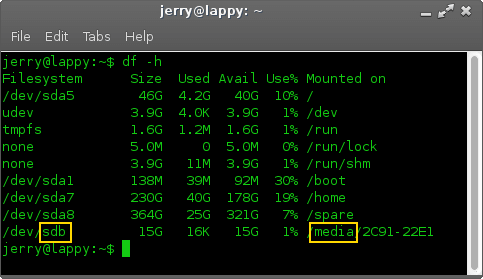 jerry@lappy: ~
File Edit Tabs Help
jerry@lappy:~$ df -h
Filesystem Size Used Avail Use% Mounted on
/dev/sda5 46G 4.2G 40G 10% /
udev 3.9G 4.0K 3.9G 1% /dev
tmpfs 1.6G 1.2M 1.6G 1% /run
none 5.0M 0 5.0M 0% /run/lock
none 3.9G 11M 3.9G 1% /run/shm
/dev/sda1 138M 39M 92M 30% /boot
/dev/sda7 230G 40G 178G 19% /home
/dev/sda8 364G 25G 321G 7% /spare
/dev/sdb 15G 16K 15G 1% /media/2C91-22E1
jerry@lappy:~$